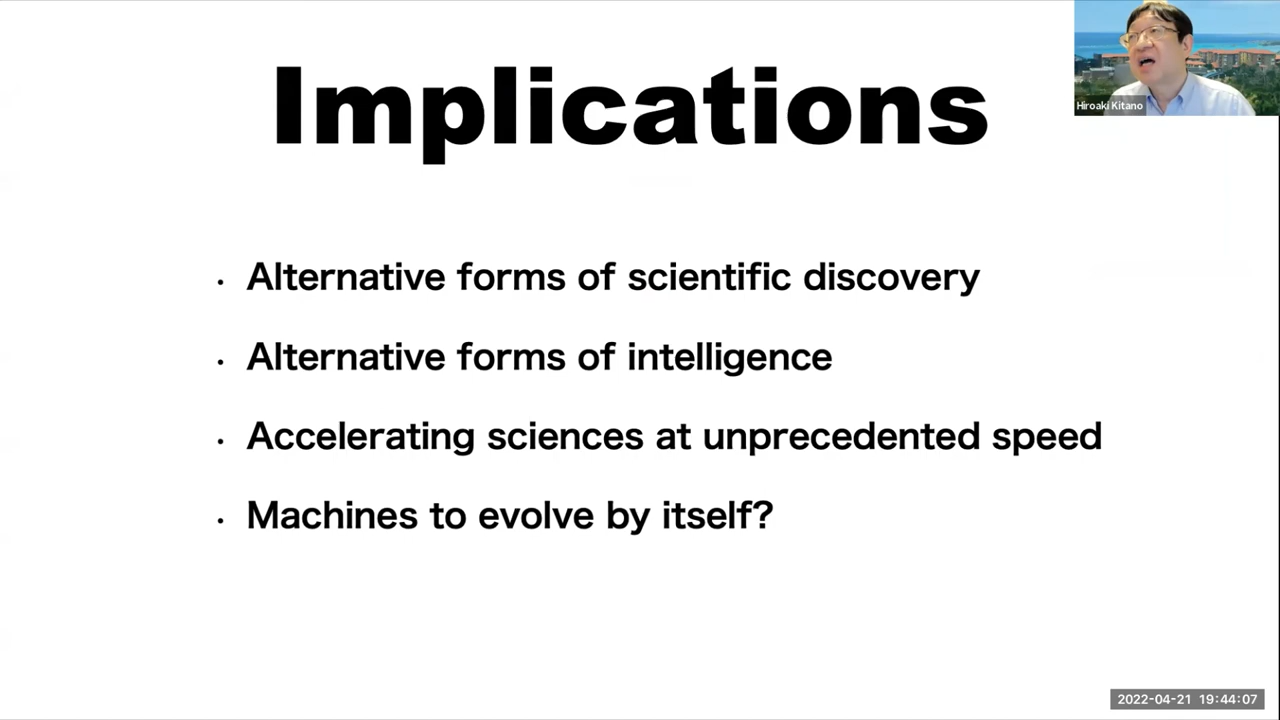 Implications
Hiroaki Kitano
· Alternative forms of scientific discovery
· Alternative forms of intelligence
· Accelerating sciences at unprecedented speed
· Machines to evolve by itself?
2022-04-21 19:44:07